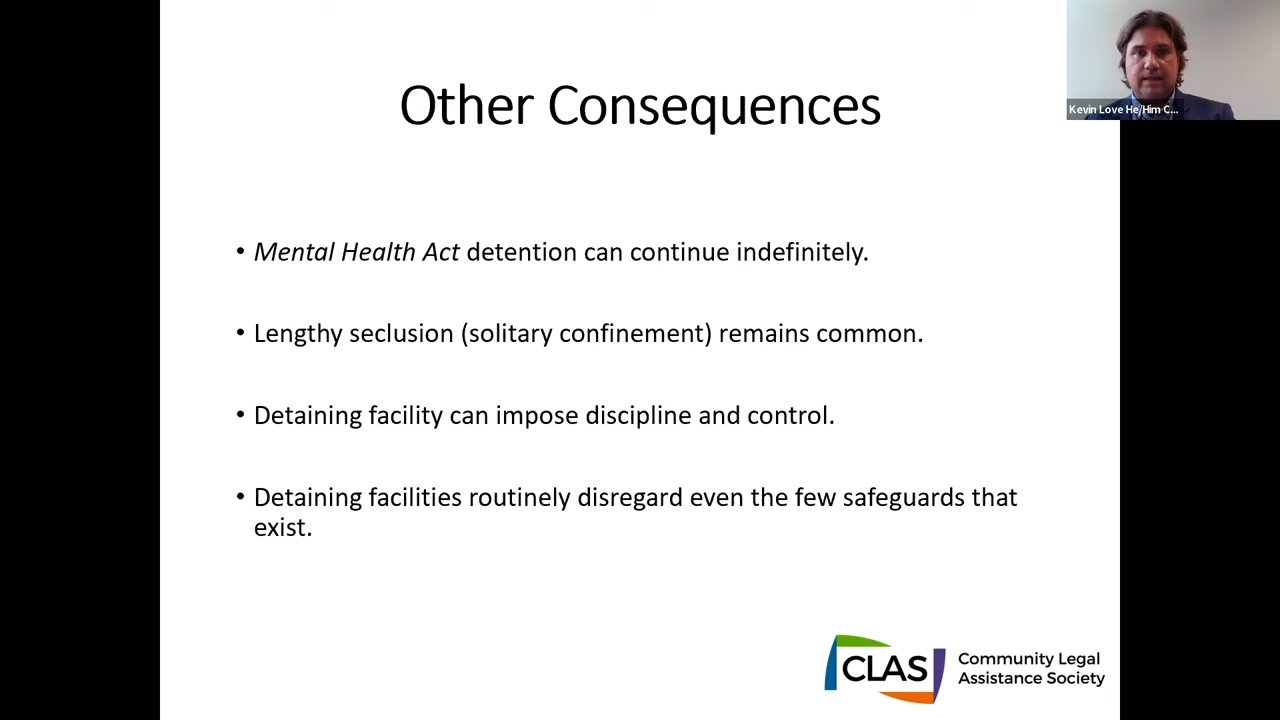 Other Consequences
Kevin Love He/Him C...
• Mental Health Act detention can continue indefinitely.
• Lengthy seclusion (solitary confinement) remains common.
• Detaining facility can impose discipline and control.
• Detaining facilities routinely disregard even the few safeguards that
exist.
CLAS
Community Legal
Assistance Society